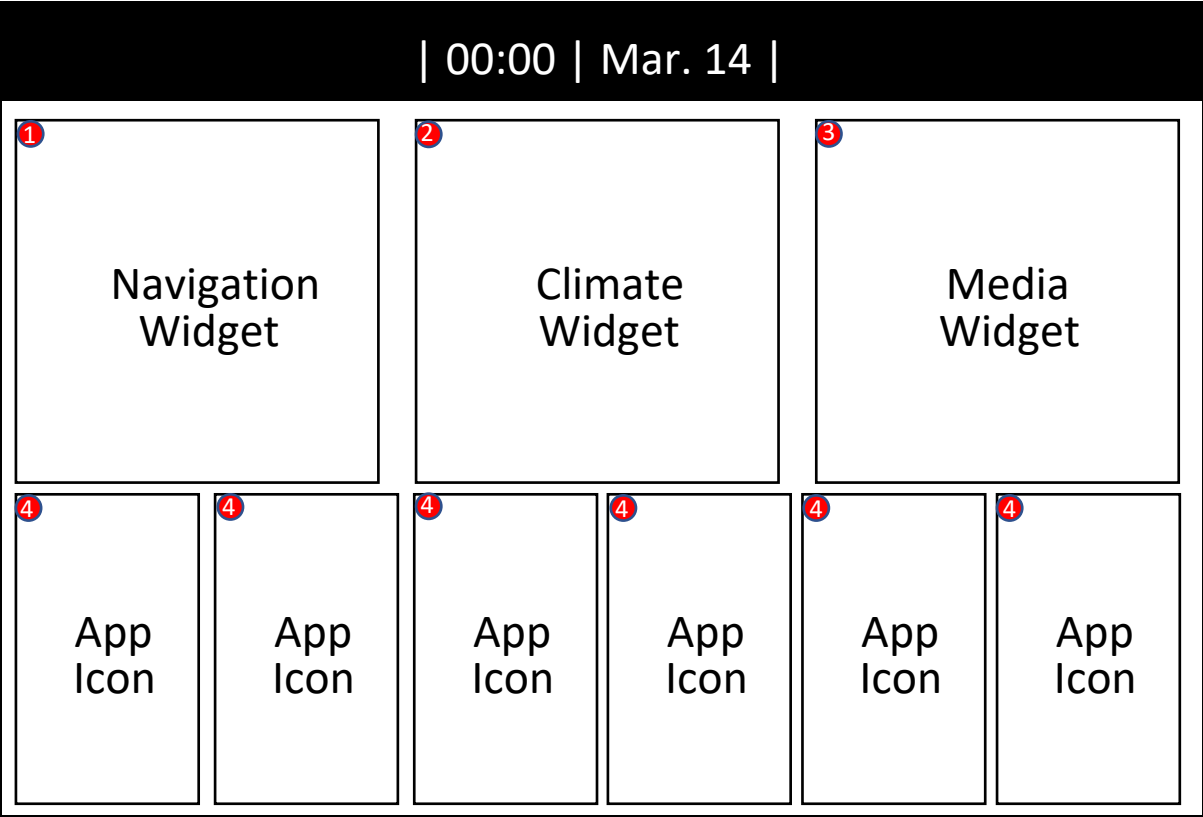 | 00:00 | Mar. 14 |
1
Navigation
Widget
2
Climate
Widget
3
Media
Widget
4
App
Icon
4
App
Icon
4
App
Icon
4
App
Icon
4
App
Icon
4
App
Icon